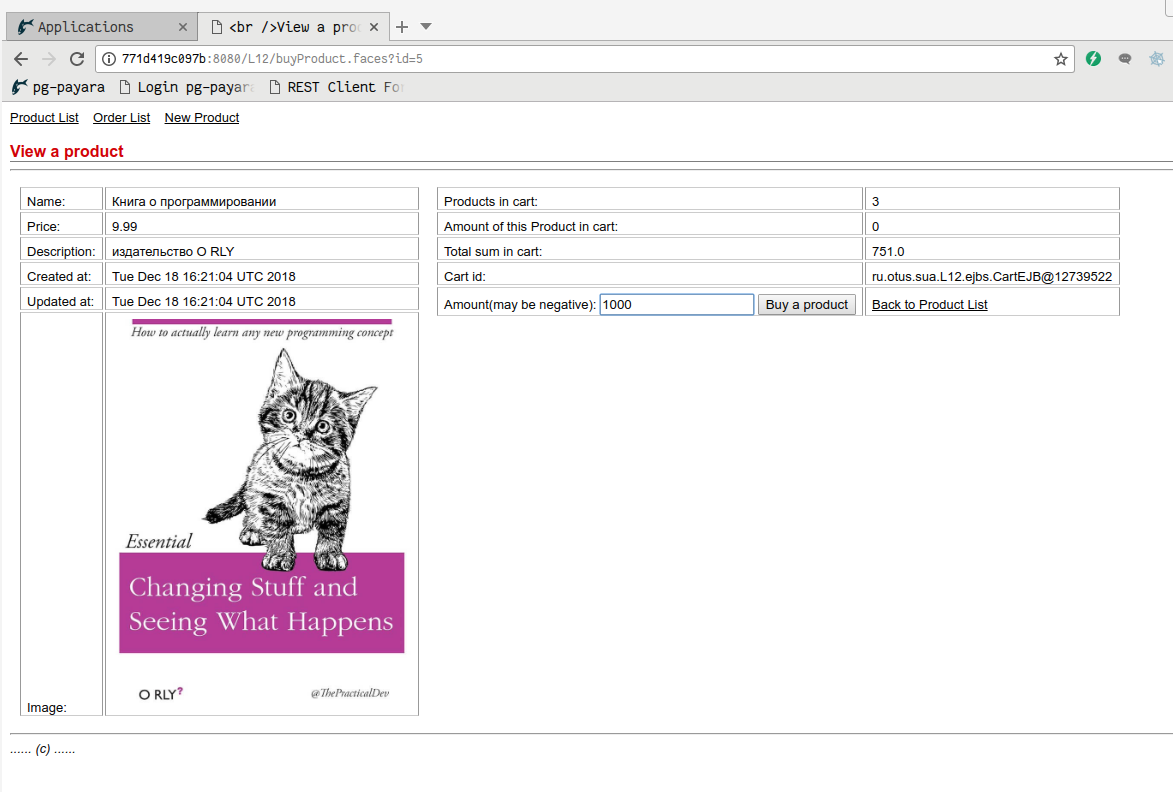 Applications
<br />View a pro
771d419c097b:8080/L12/buyProduct.faces?id=5
pg-payara Login pg-payar REST Client Fo
Product List Order List New Product
View a product
Name: Книга о программировании
Price: 9.99
Description: издательство O RLY
Created at: Tue Dec 18 16:21:04 UTC 2018
Updated at: Tue Dec 18 16:21:04 UTC 2018
Image:
How to actually learn any new programming concept
Essential
Changing Stuff and
Seeing What Happens
O RLY?
@ThePracticalDev
Products in cart: 3
Amount of this Product in cart: 0
Total sum in cart: 751.0
Cart id: ru.otus.sua.L12.ejbs.CartEJB@12739522
Amount(may be negative): 1000 Buy a product Back to Product List
...... (c) ......